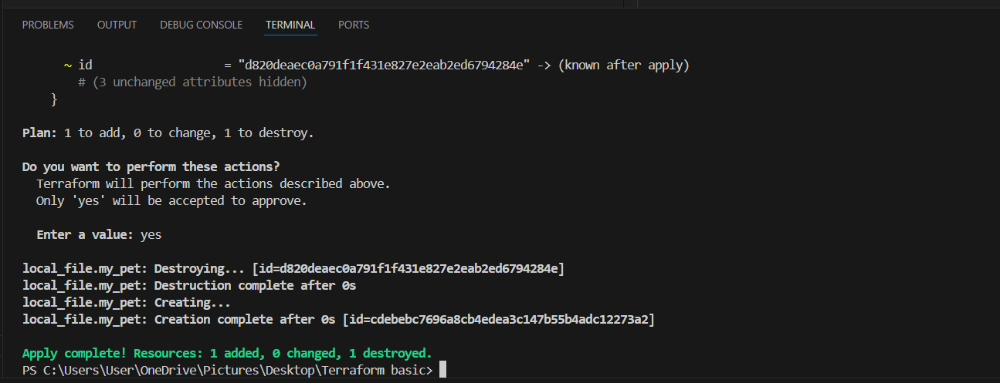 PROBLEMS OUTPUT DEBUG CONSOLE TERMINAL PORTS
~ id = "d820deaec0a791f1f431e827e2eab2ed6794284e" -> (known after apply)
# (3 unchanged attributes hidden)
}
Plan: 1 to add, 0 to change, 1 to destroy.
Do you want to perform these actions?
Terraform will perform the actions described above.
Only 'yes' will be accepted to approve.
Enter a value: yes
local_file.my_pet: Destroying... [id=d820deaec0a791f1f431e827e2eab2ed6794284e]
local_file.my_pet: Destruction complete after 0s
local_file.my_pet: Creating...
local_file.my_pet: Creation complete after 0s [id=cdebebc7696a8cb4edea3c147b55b4adc12273a2]
Apply complete! Resources: 1 added, 0 changed, 1 destroyed.
PS C:\Users\User\OneDrive\Pictures\Desktop\Terraform basic>